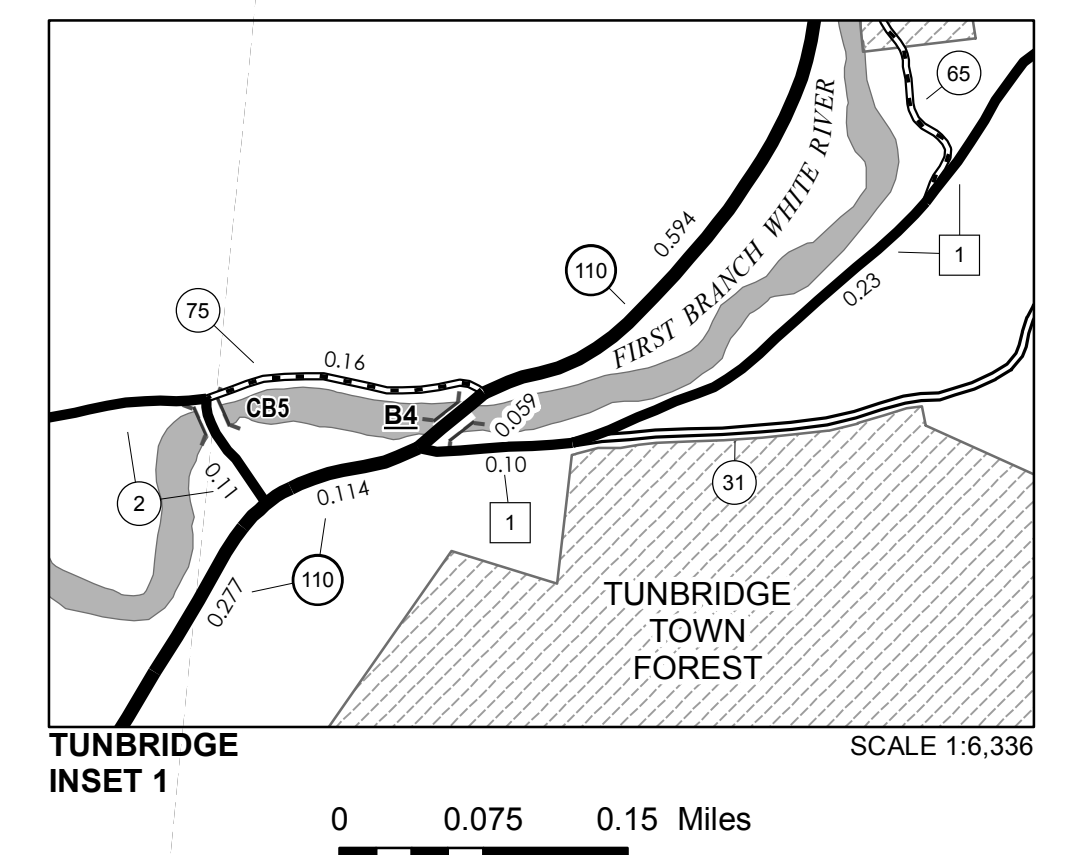 65
FIRST BRANCH WHITE RIVER
0.594
110
1
0.23
75
0.16
CB5
B4
0.059
0.10
31
2
0.11
0.114
1
110
0.277
TUNBRIDGE
TOWN
FOREST
TUNBRIDGE
INSET 1
SCALE 1:6,336
0 0.075 0.15 Miles